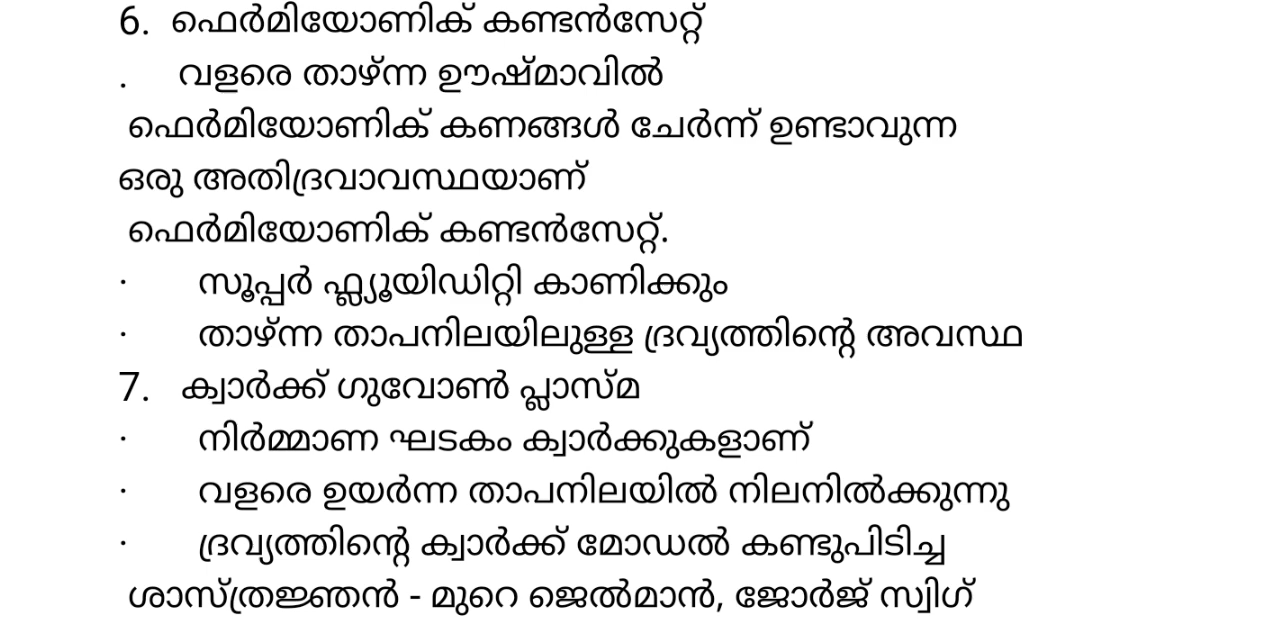 6. ഫെർമിയോണിക് കണ്ടൻസേറ്റ്
. വളരെ താഴ്ന്ന ഊഷ്മാവിൽ
ഫെർമിയോണിക് കണങ്ങൾ ചേർന്ന് ഉണ്ടാവുന്ന
ഒരു അതിദ്രവാവസ്ഥയാണ്
ഫെർമിയോണിക് കണ്ടൻസേറ്റ്.
· സൂപ്പർ ഫ്ല്യൂയിഡിറ്റി കാണിക്കും
· താഴ്ന്ന താപനിലയിലുള്ള ദ്രവ്യത്തിന്റെ അവസ്ഥ
7. ക്വാർക്ക് ഗുവോൺ പ്ലാസ്മ
· നിർമ്മാണ ഘടകം ക്വാർക്കുകളാണ്
· വളരെ ഉയർന്ന താപനിലയിൽ നിലനിൽക്കുന്നു
· ദ്രവ്യത്തിന്റെ ക്വാർക്ക് മോഡൽ കണ്ടുപിടിച്ച
ശാസ്ത്രജ്ഞൻ - മുറെ ജെൽമാൻ, ജോർജ് സ്വിഗ്